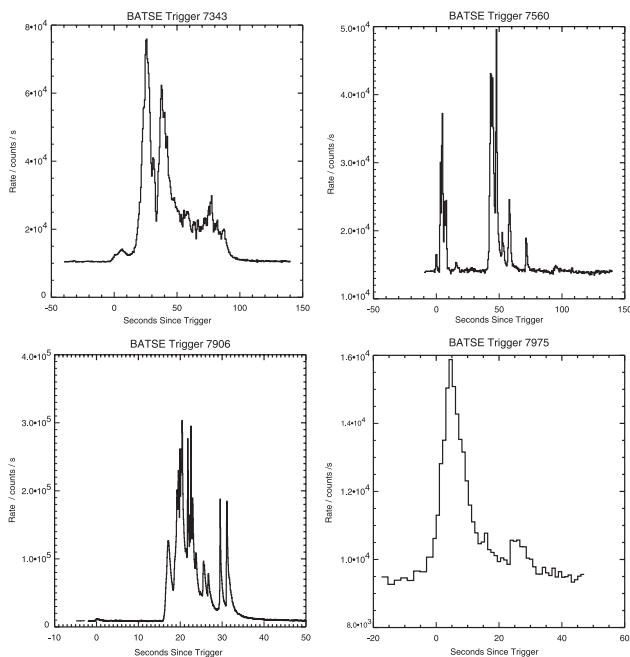 BATSE Trigger 7343
8•10⁴
6•10⁴
4•10⁴
2•10⁴
0
Rate / counts / s
-50 0 50 100 150
Seconds Since Trigger
BATSE Trigger 7560
5.0•10⁴
4.0•10⁴
3.0•10⁴
2.0•10⁴
1.0•10⁴
Rate / counts /s
-50 0 50 100 150
Seconds Since Trigger
BATSE Trigger 7906
4.0•10⁵
3.0•10⁵
2.0•10⁵
1.0•10⁵
0
Rate / counts / s
-10 0 10 20 30 40 50
Seconds Since Trigger
BATSE Trigger 7975
1.6•10⁴
1.4•10⁴
1.2•10⁴
1.0•10⁴
8.0•10³
Rate / counts /s
-20 0 20 40 60
Seconds Since Trigger